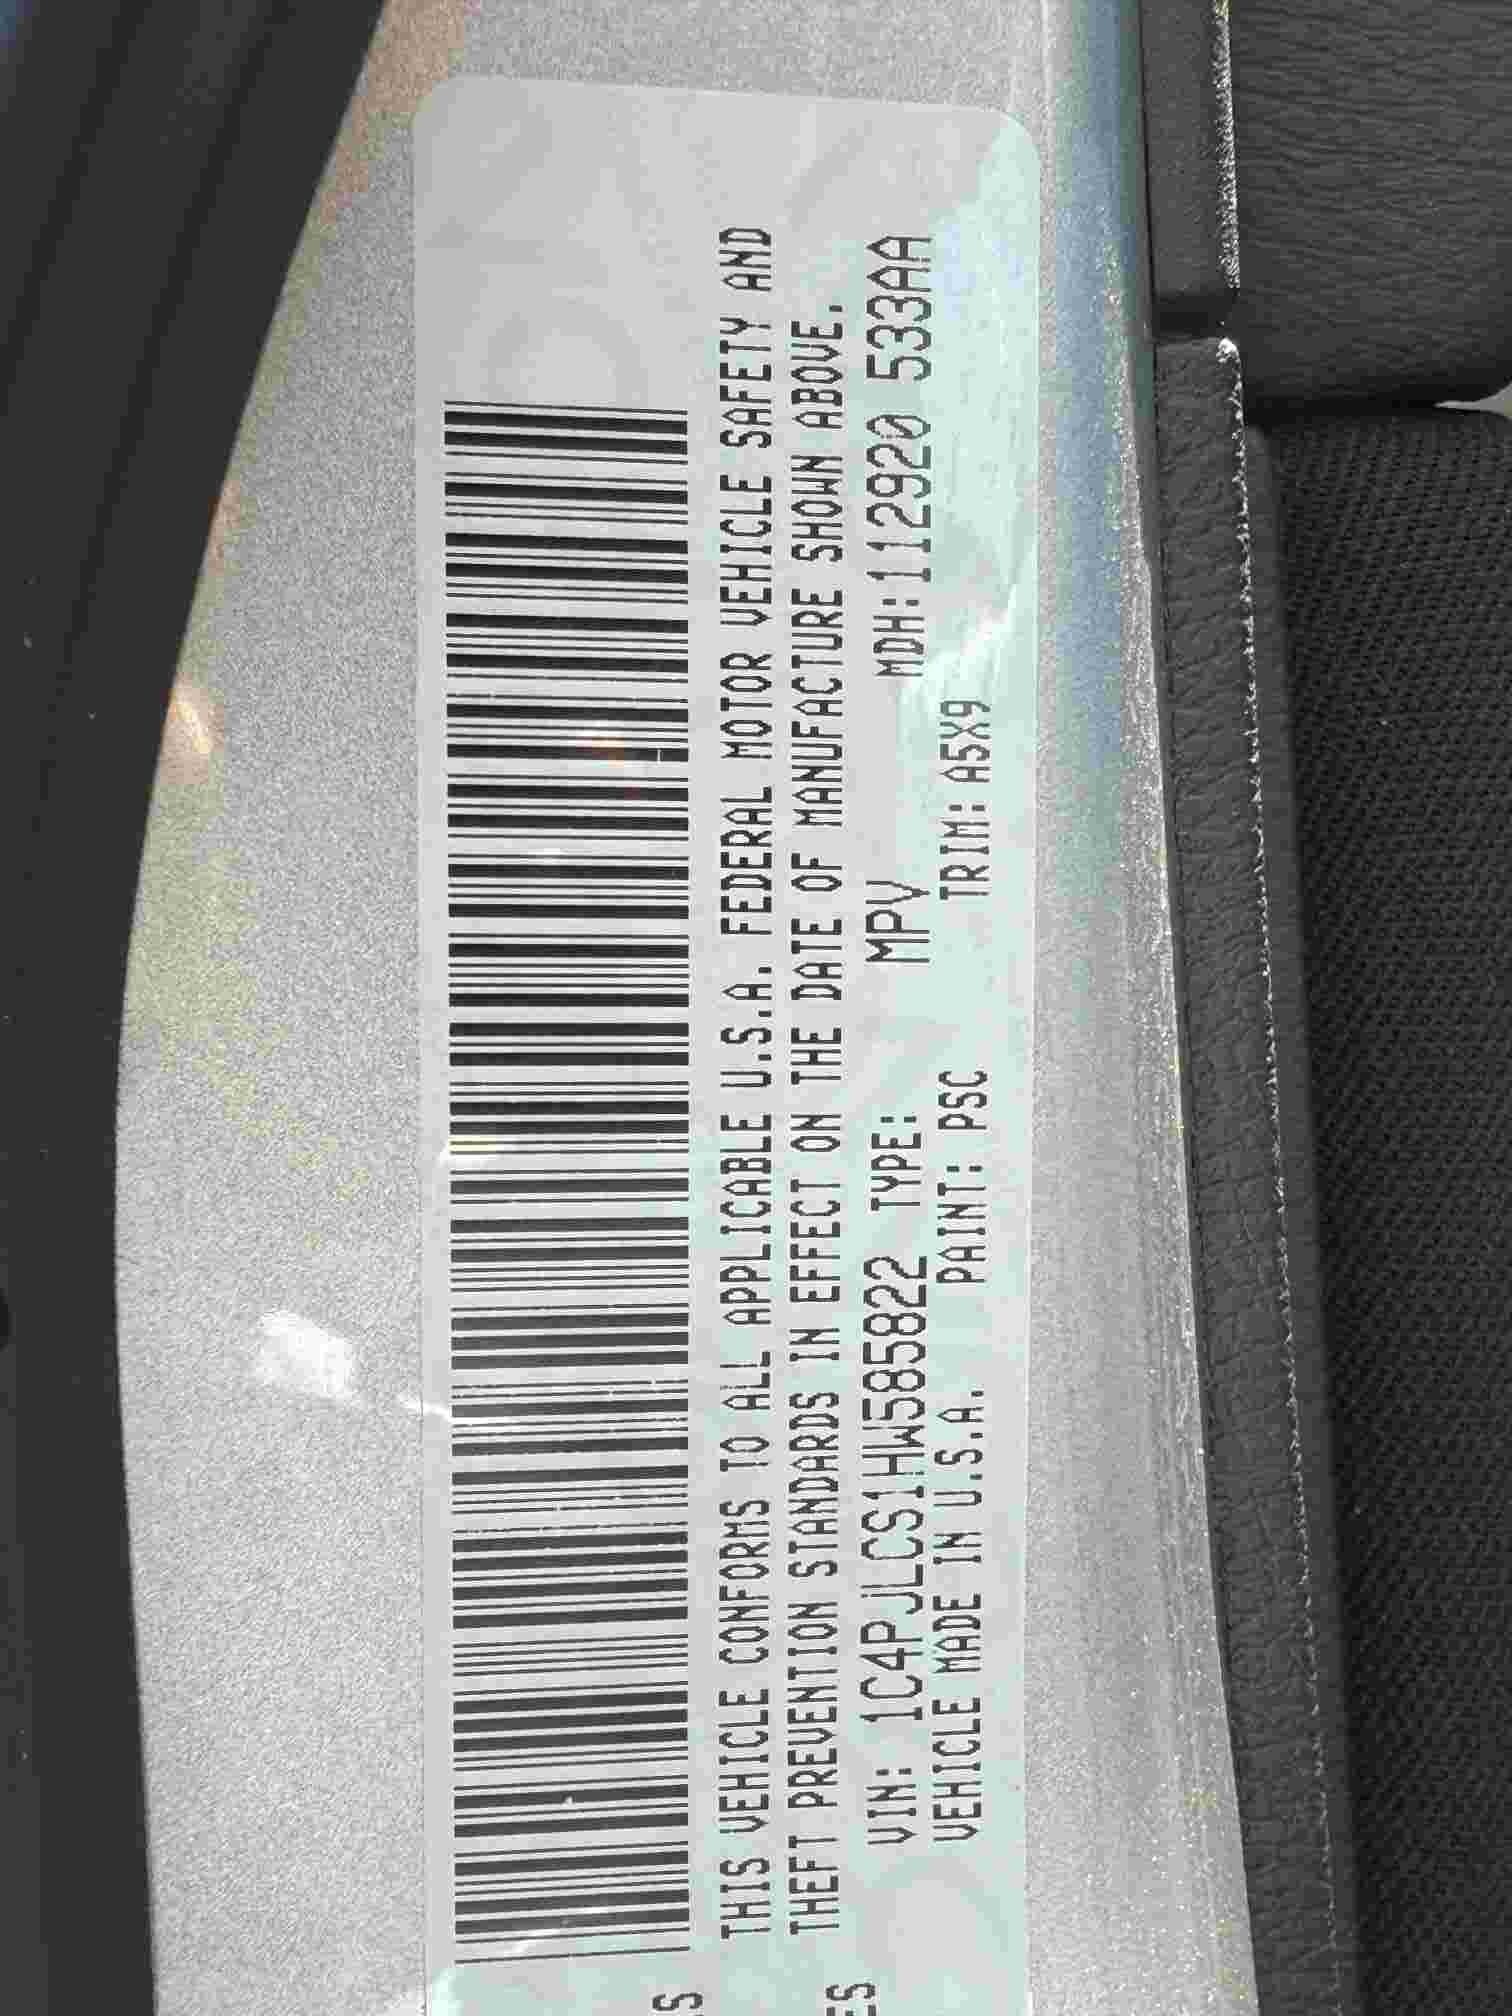 THIS VEHICLE CONFORMS TO ALL APPLICABLE U.S.A. FEDERAL MOTOR VEHICLE SAFETY AND
THEFT PREVENTION STANDARDS IN EFFECT ON THE DATE OF MANUFACTURE SHOWN ABOVE.
VIN: 1C4PJLCS1HW585822 TYPE: MPV MDH:112920 533AA
VEHICLE MADE IN U.S.A. PAINT: PSC TRIM: A5X9